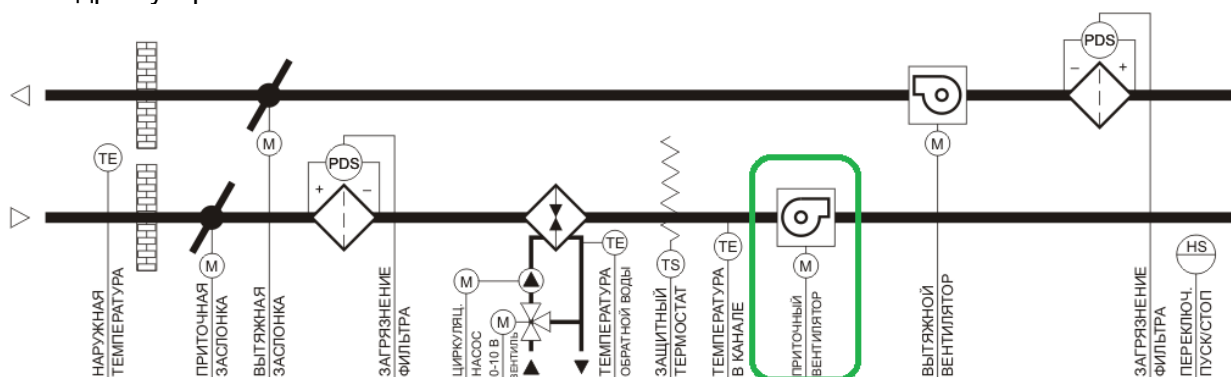 PDS
– +
M
M
TE
PDS
+ –
M
M
M
TE
TS
TE
M
HS
НАРУЖНАЯ
ТЕМПЕРАТУРА
ПРИТОЧНАЯ
ЗАСЛОНКА
ВЫТЯЖНАЯ
ЗАСЛОНКА
ЗАГРЯЗНЕНИЕ
ФИЛЬТРА
ЦИРКУЛЯЦ.
НАСОС
0-10 В
ВЕНТИЛЬ
ТЕМПЕРАТУРА
ОБРАТНОЙ ВОДЫ
ЗАЩИТНЫЙ
ТЕРМОСТАТ
ТЕМПЕРАТУРА
В КАНАЛЕ
ПРИТОЧНЫЙ
ВЕНТИЛЯТОР
ВЫТЯЖНОЙ
ВЕНТИЛЯТОР
ЗАГРЯЗНЕНИЕ
ФИЛЬТРА
ПЕРЕКЛЮЧ.
ПУСК/СТОП